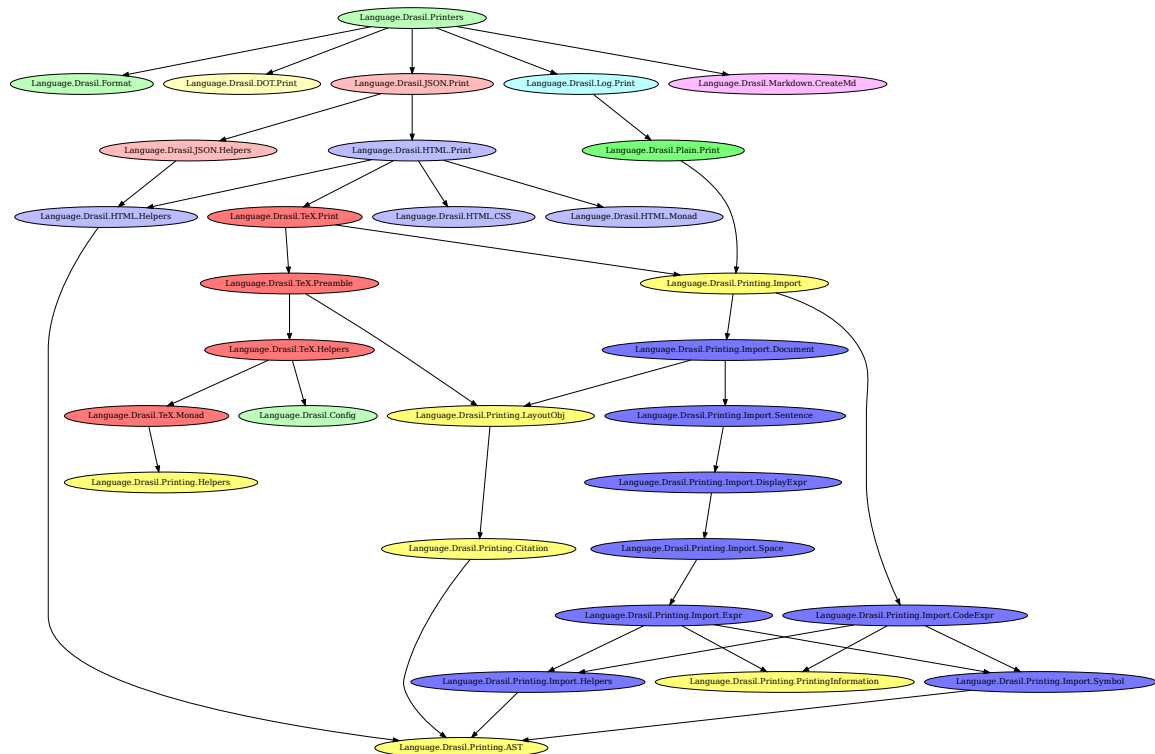 Language.Drasil.Printers
Language.Drasil.Format
Language.Drasil.DOT.Print
Language.Drasil.JSON.Print
Language.Drasil.Log.Print
Language.Drasil.Markdown.CreateMd
Language.Drasil.JSON.Helpers
Language.Drasil.HTML.Print
Language.Drasil.Plain.Print
Language.Drasil.HTML.Helpers
Language.Drasil.TeX.Print
Language.Drasil.HTML.CSS
Language.Drasil.HTML.Monad
Language.Drasil.TeX.Preamble
Language.Drasil.Printing.Import
Language.Drasil.TeX.Helpers
Language.Drasil.Printing.Import.Document
Language.Drasil.TeX.Monad
Language.Drasil.Config
Language.Drasil.Printing.LayoutObj
Language.Drasil.Printing.Import.Sentence
Language.Drasil.Printing.Helpers
Language.Drasil.Printing.Import.DisplayExpr
Language.Drasil.Printing.Citation
Language.Drasil.Printing.Import.Space
Language.Drasil.Printing.Import.Expr
Language.Drasil.Printing.Import.CodeExpr
Language.Drasil.Printing.Import.Helpers
Language.Drasil.Printing.PrintingInformation
Language.Drasil.Printing.Import.Symbol
Language.Drasil.Printing.AST